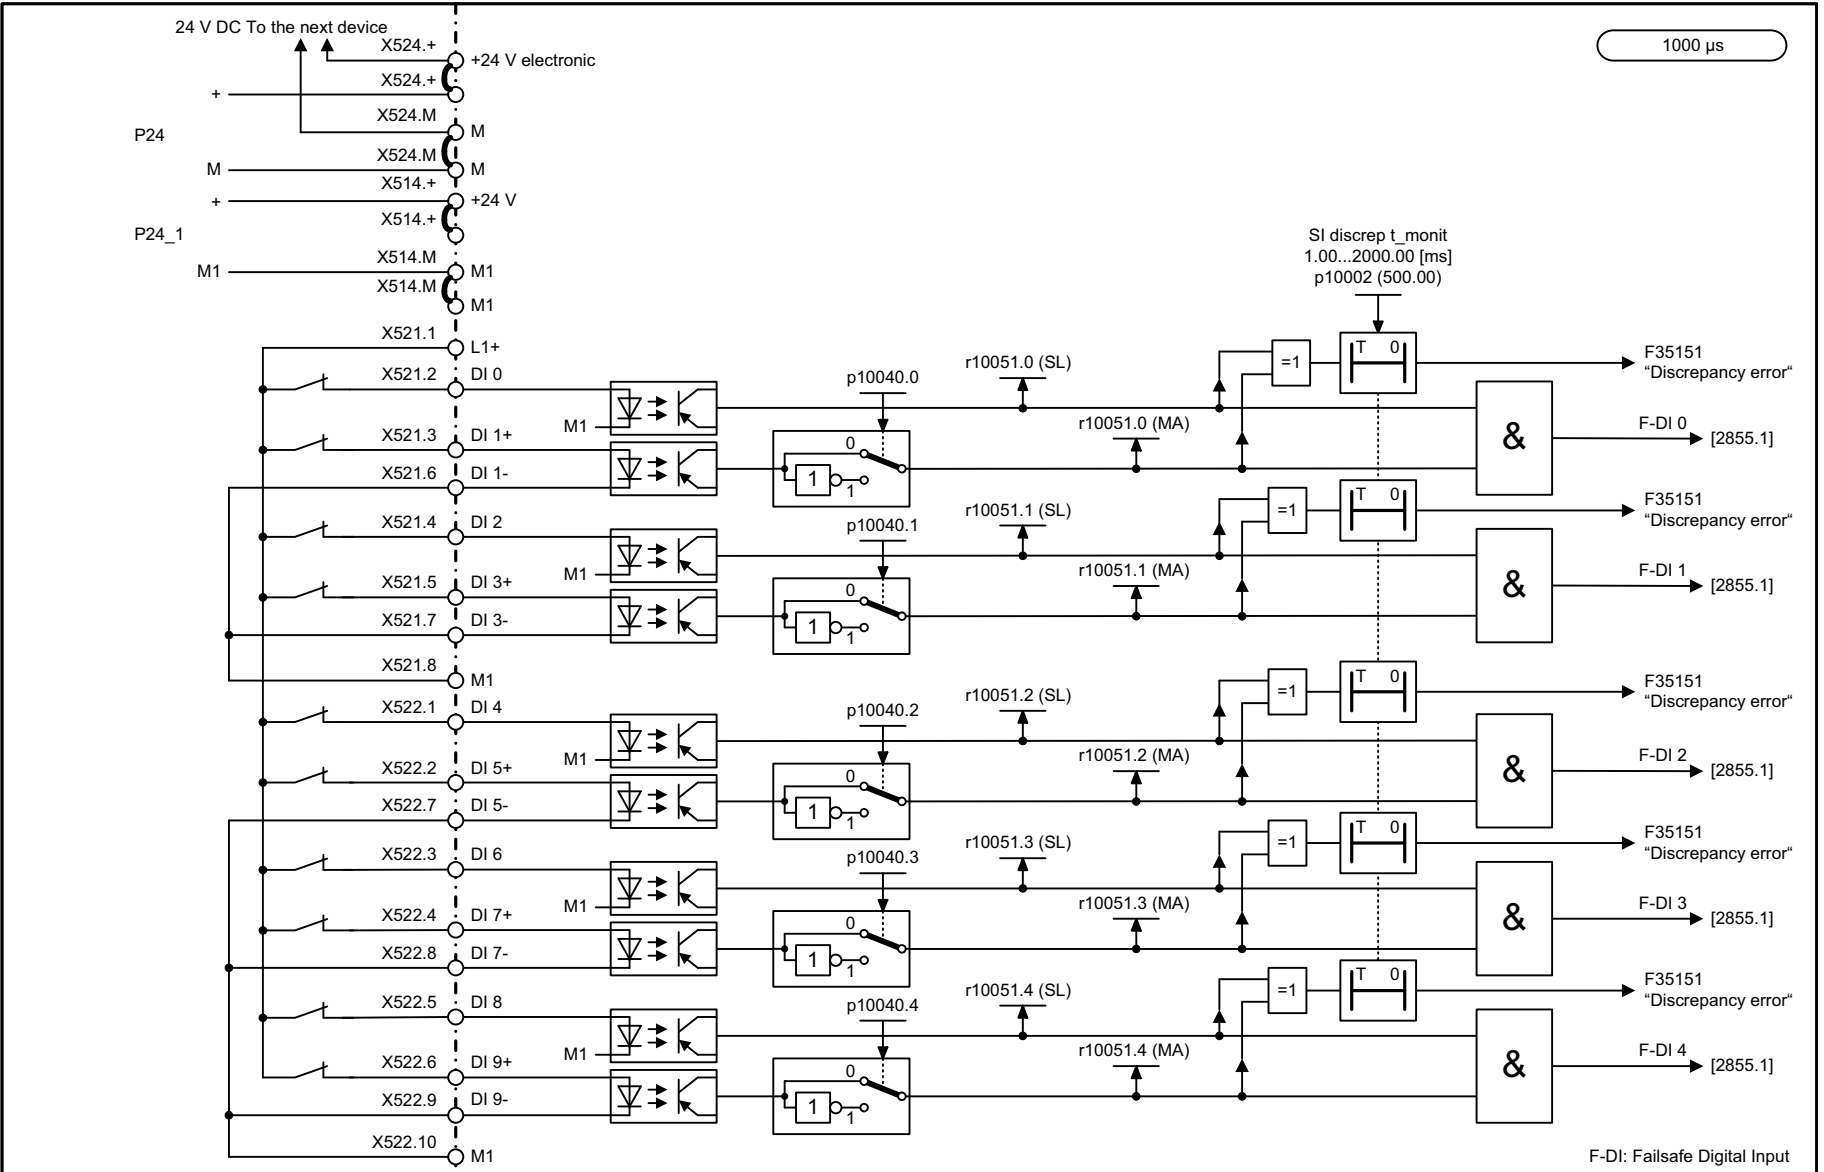 24 V DC To the next device
1000 µs
X524.+
+24 V electronic
X524.+
+
X524.M
M
P24
X524.M
M
M
X514.+
+
+24 V
X514.+
P24_1
X514.M
M1
M1
X514.M
M1
SI discrep t_monit
1.00...2000.00 [ms]
p10002 (500.00)
X521.1
L1+
X521.2
DI 0
M1
X521.3
DI 1+
X521.6
DI 1-
p10040.0
0
1
1
r10051.0 (SL)
r10051.0 (MA)
=1
T 0
F35151
“Discrepancy error“
&
F-DI 0
[2855.1]
X521.4
DI 2
M1
X521.5
DI 3+
X521.7
DI 3-
X521.8
M1
p10040.1
0
1
1
r10051.1 (SL)
r10051.1 (MA)
=1
T 0
F35151
“Discrepancy error“
&
F-DI 1
[2855.1]
X522.1
DI 4
M1
X522.2
DI 5+
X522.7
DI 5-
p10040.2
0
1
1
r10051.2 (SL)
r10051.2 (MA)
=1
T 0
F35151
“Discrepancy error“
&
F-DI 2
[2855.1]
X522.3
DI 6
M1
X522.4
DI 7+
X522.8
DI 7-
p10040.3
0
1
1
r10051.3 (SL)
r10051.3 (MA)
=1
T 0
F35151
“Discrepancy error“
&
F-DI 3
[2855.1]
X522.5
DI 8
M1
X522.6
DI 9+
X522.9
DI 9-
X522.10
M1
p10040.4
0
1
1
r10051.4 (SL)
r10051.4 (MA)
=1
T 0
F35151
“Discrepancy error“
&
F-DI 4
[2855.1]
F-DI: Failsafe Digital Input